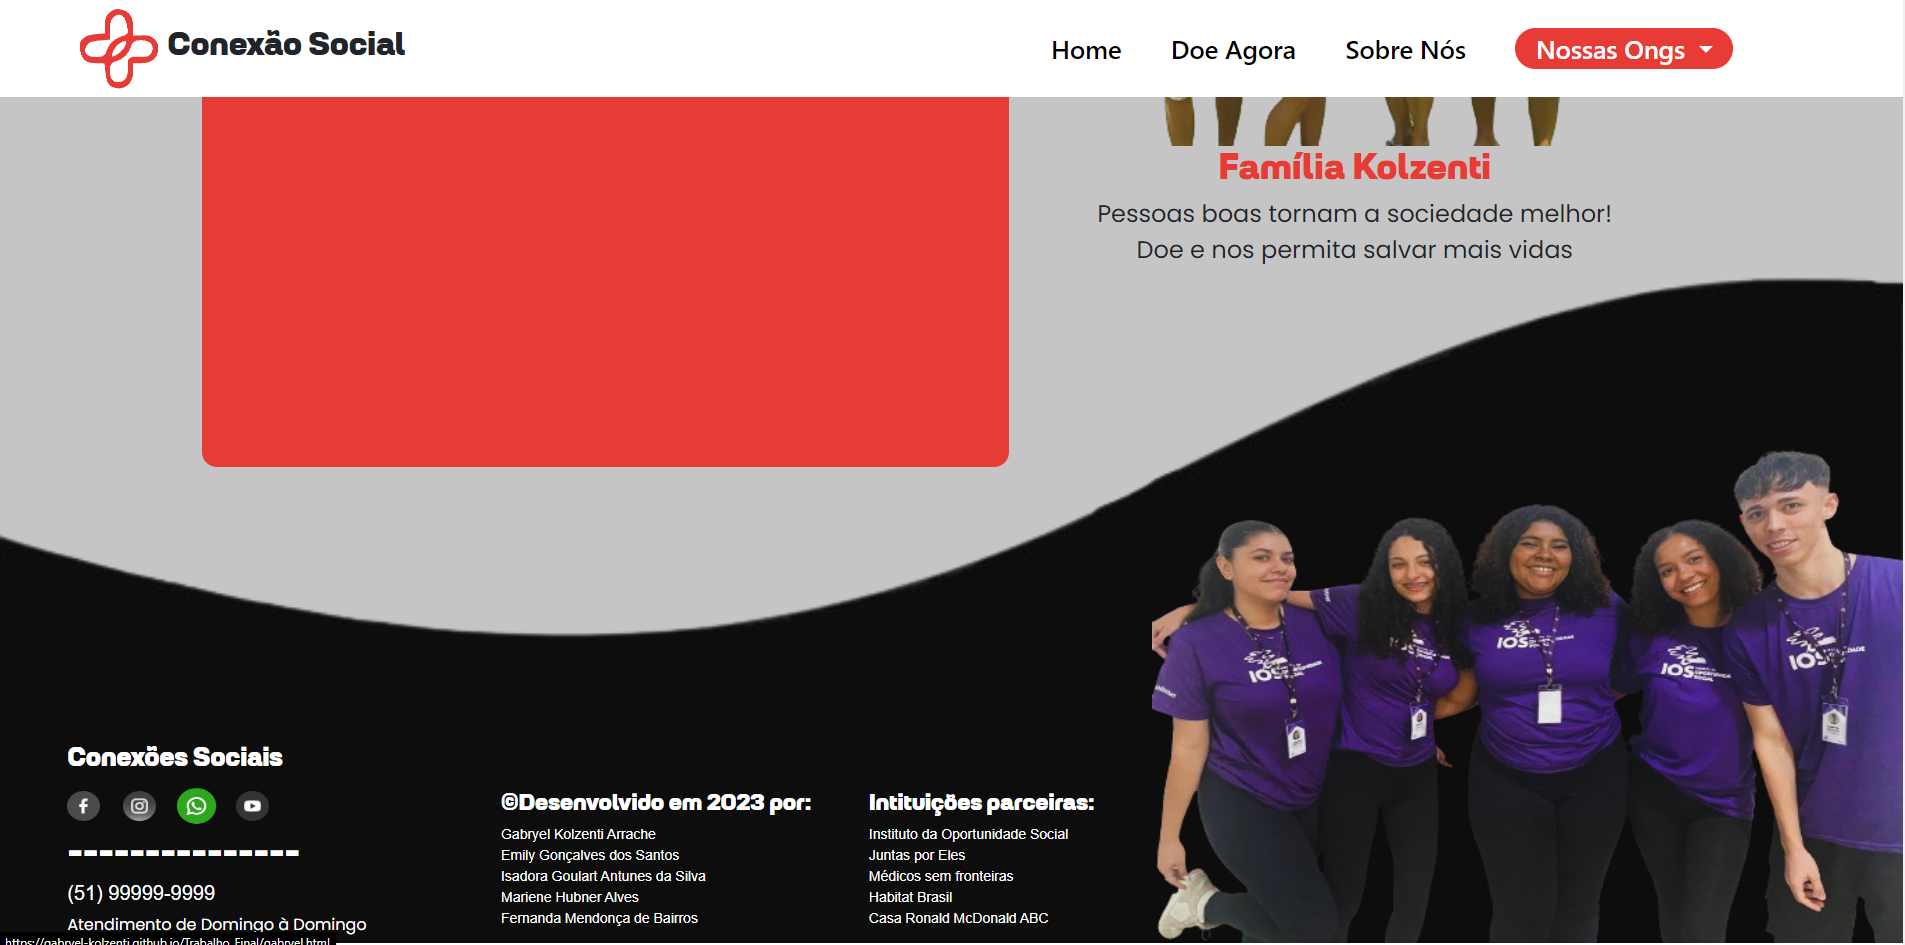 Conexão Social
Home
Doe Agora
Sobre Nós
Nossas Ongs
Família Kolzenti
Pessoas boas tornam a sociedade melhor!
Doe e nos permita salvar mais vidas
IOS
IOS
IOS
IOS
Conexões Sociais
(51) 99999-9999
Atendimento de Domingo à Domingo
©Desenvolvido em 2023 por:
Gabryel Kolzenti Arrache
Emily Gonçalves dos Santos
Isadora Goulart Antunes da Silva
Mariene Hubner Alves
Fernanda Mendonça de Bairros
Intituições parceiras:
Instituto da Oportunidade Social
Juntas por Eles
Médicos sem fronteiras
Habitat Brasil
Casa Ronald McDonald ABC
https://gabryel-kolzenti.github.io/Trabalho_Final/gabryel.html